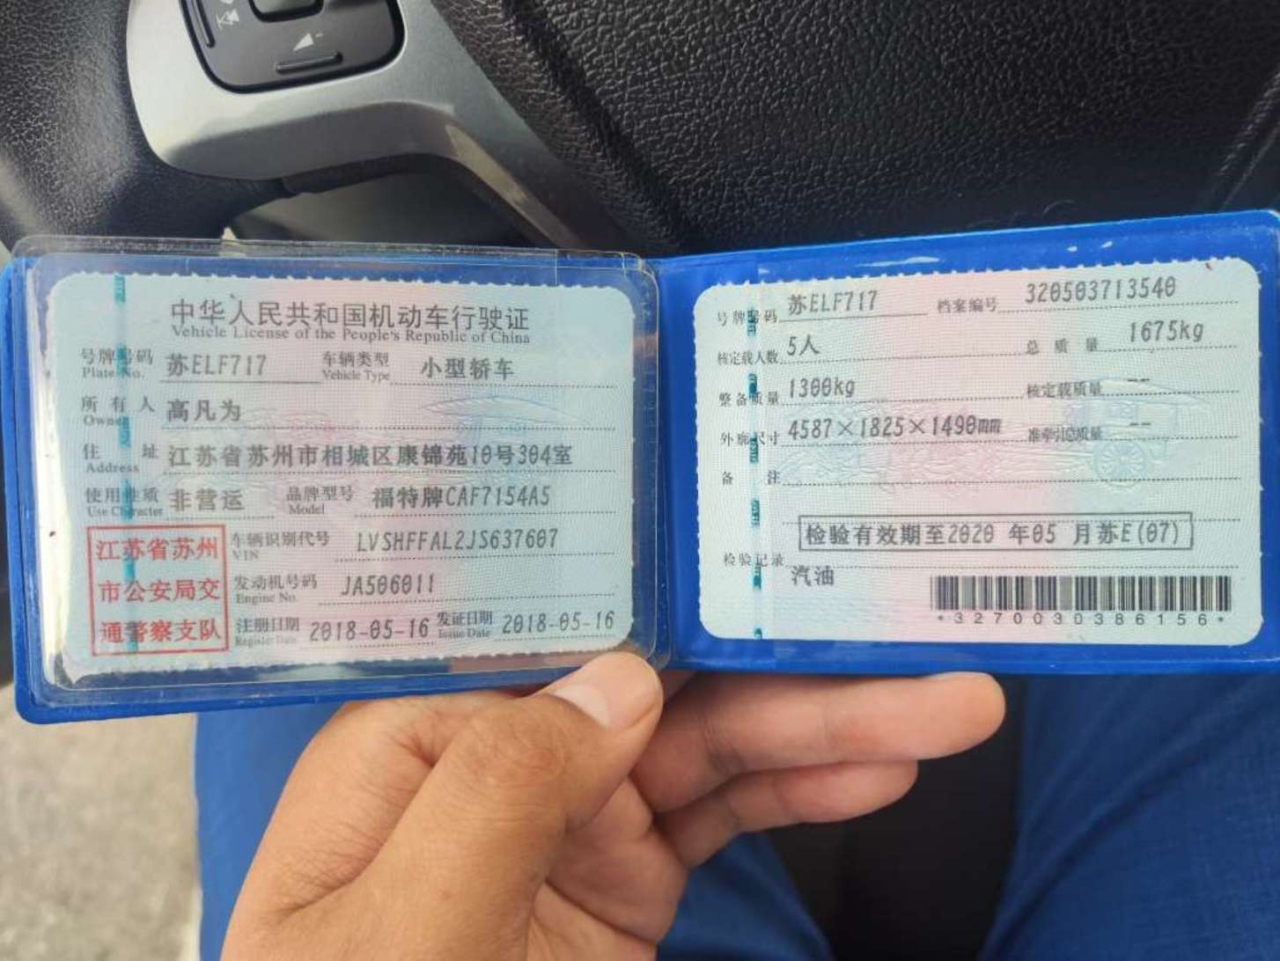 中华人民共和国机动车行驶证
Vehicle License of the People's Republic of China
号牌号码 苏ELF717 车辆类型 小型轿车
Plate No. Vehicle Type
所有人 高凡为
Owner
住址 江苏省苏州市相城区康锦苑10号304室
Address
使用性质 非营运 品牌型号 福特牌CAF7154A5
Use Character Model
江苏省苏州
市公安局交
通警察支队
车辆识别代号 LVSHFFAL2JS637607
VIN
发动机号码 JA506011
Engine No.
注册日期 2018-05-16 发证日期 2018-05-16
Register Date Issue Date
号牌号码 苏ELF717 档案编号 320503713540
核定载人数 5人 总质量 1675kg
整备质量 1300kg 核定载质量 --
外廓尺寸 4587×1825×1490mm 准牵引总质量 --
备注
检验有效期至2020 年05 月苏E(07)
检验记录
汽油
*3270030386156*